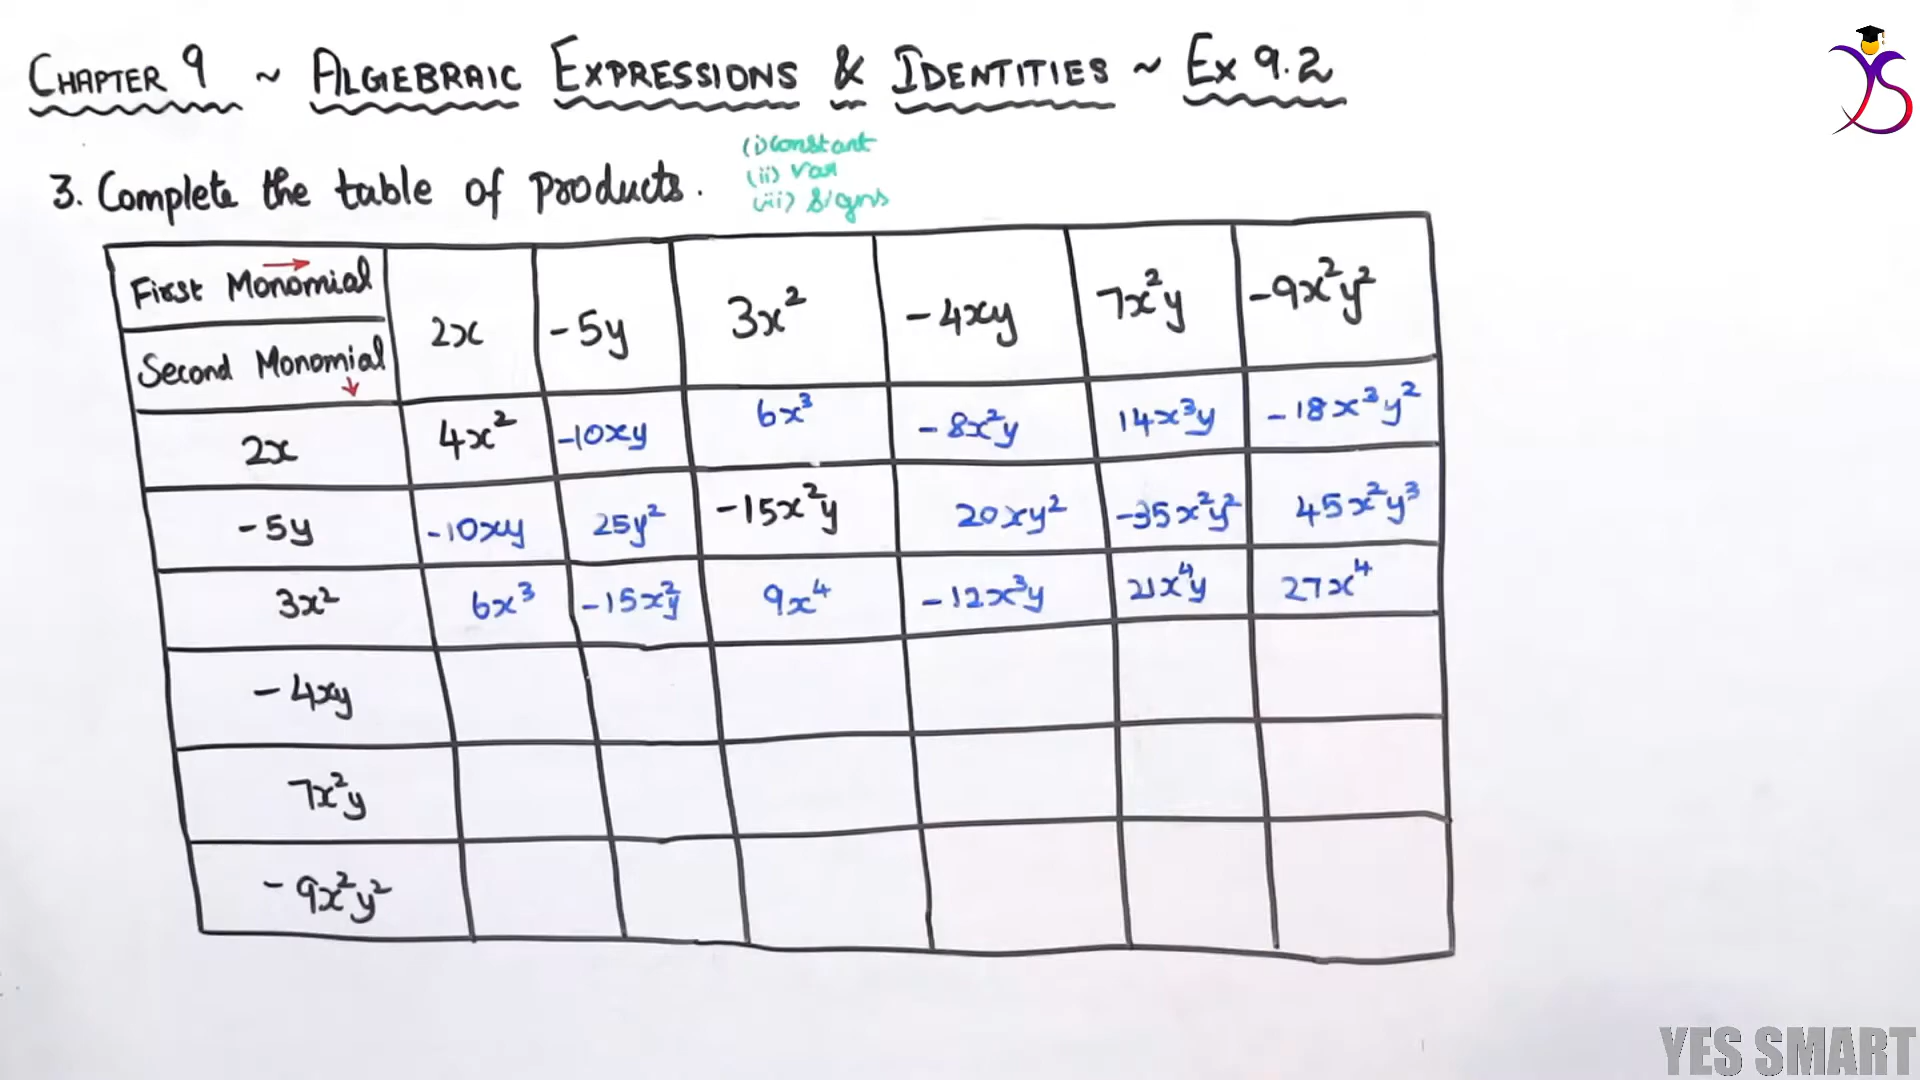 CHAPTER 9 ~ ALGEBRAIC EXPRESSIONS & IDENTITIES ~ Ex 9.2
(i) Constant
(ii) Var
(iii) Signs
3. Complete the table of products.
First Monomial →
Second Monomial ↓
2x -5y 3x² -4xy 7x²y -9x²y²
2x 4x² -10xy 6x³ -8x²y 14x³y -18x³y²
-5y -10xy 25y² -15x²y 20xy² -35x²y² 45x²y³
3x² 6x³ -15x²y 9x⁴ -12x³y 21x⁴y 27x⁴
-4xy
7x²y
-9x²y²
YS
YES SMART